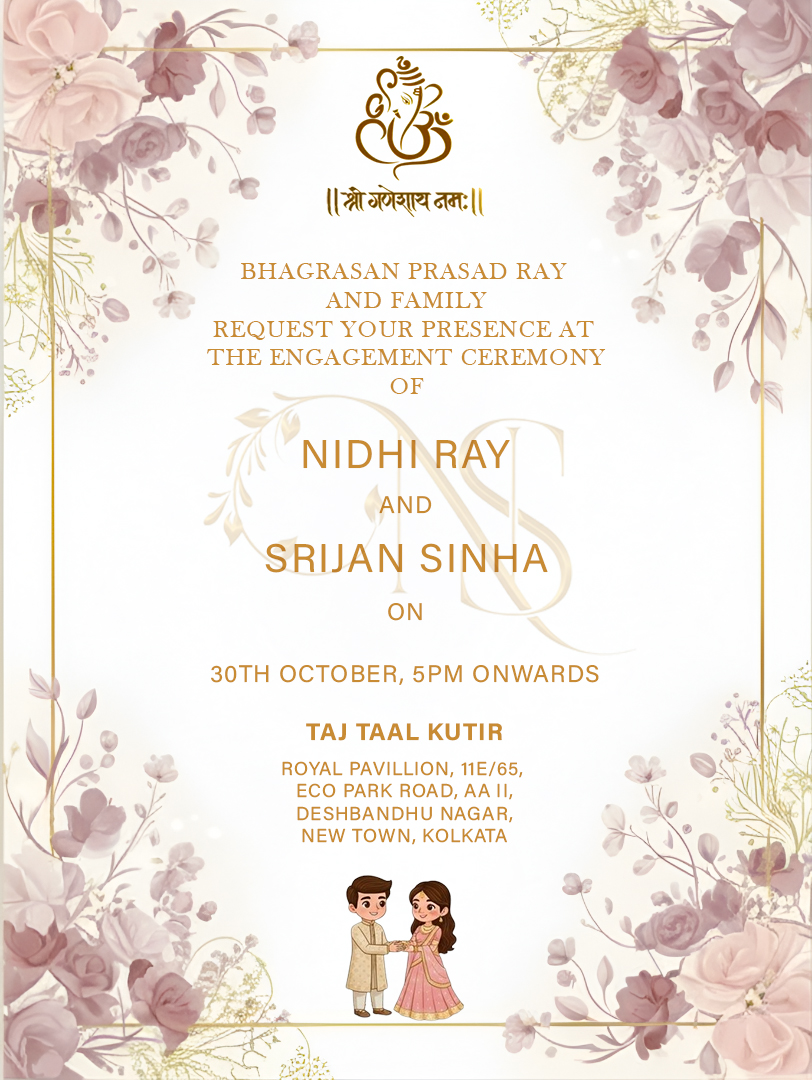 || श्री गणेशाय नमः ||
BHAGRASAN PRASAD RAY
AND FAMILY
REQUEST YOUR PRESENCE AT
THE ENGAGEMENT CEREMONY
OF
NIDHI RAY
AND
SRIJAN SINHA
ON
30TH OCTOBER, 5PM ONWARDS
TAJ TAAL KUTIR
ROYAL PAVILLION, 11E/65,
ECO PARK ROAD, AA II,
DESHBANDHU NAGAR,
NEW TOWN, KOLKATA
NS